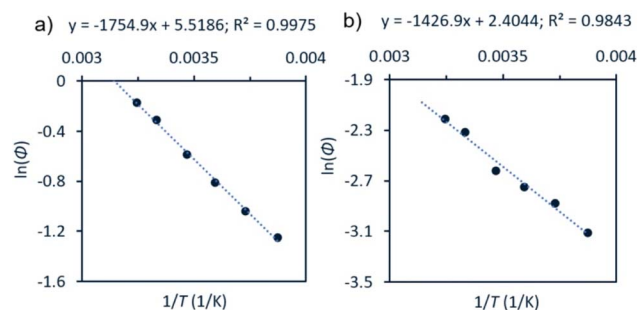 a) y = -1754.9x + 5.5186; R² = 0.9975
0.003 0.0035 0.004
0
-0.4
-0.8
-1.2
-1.6
ln(Φ)
1/T (1/K)
b) y = -1426.9x + 2.4044; R² = 0.9843
0.003 0.0035 0.004
-1.9
-2.3
-2.7
-3.1
-3.5
ln(Φ)
1/T (1/K)